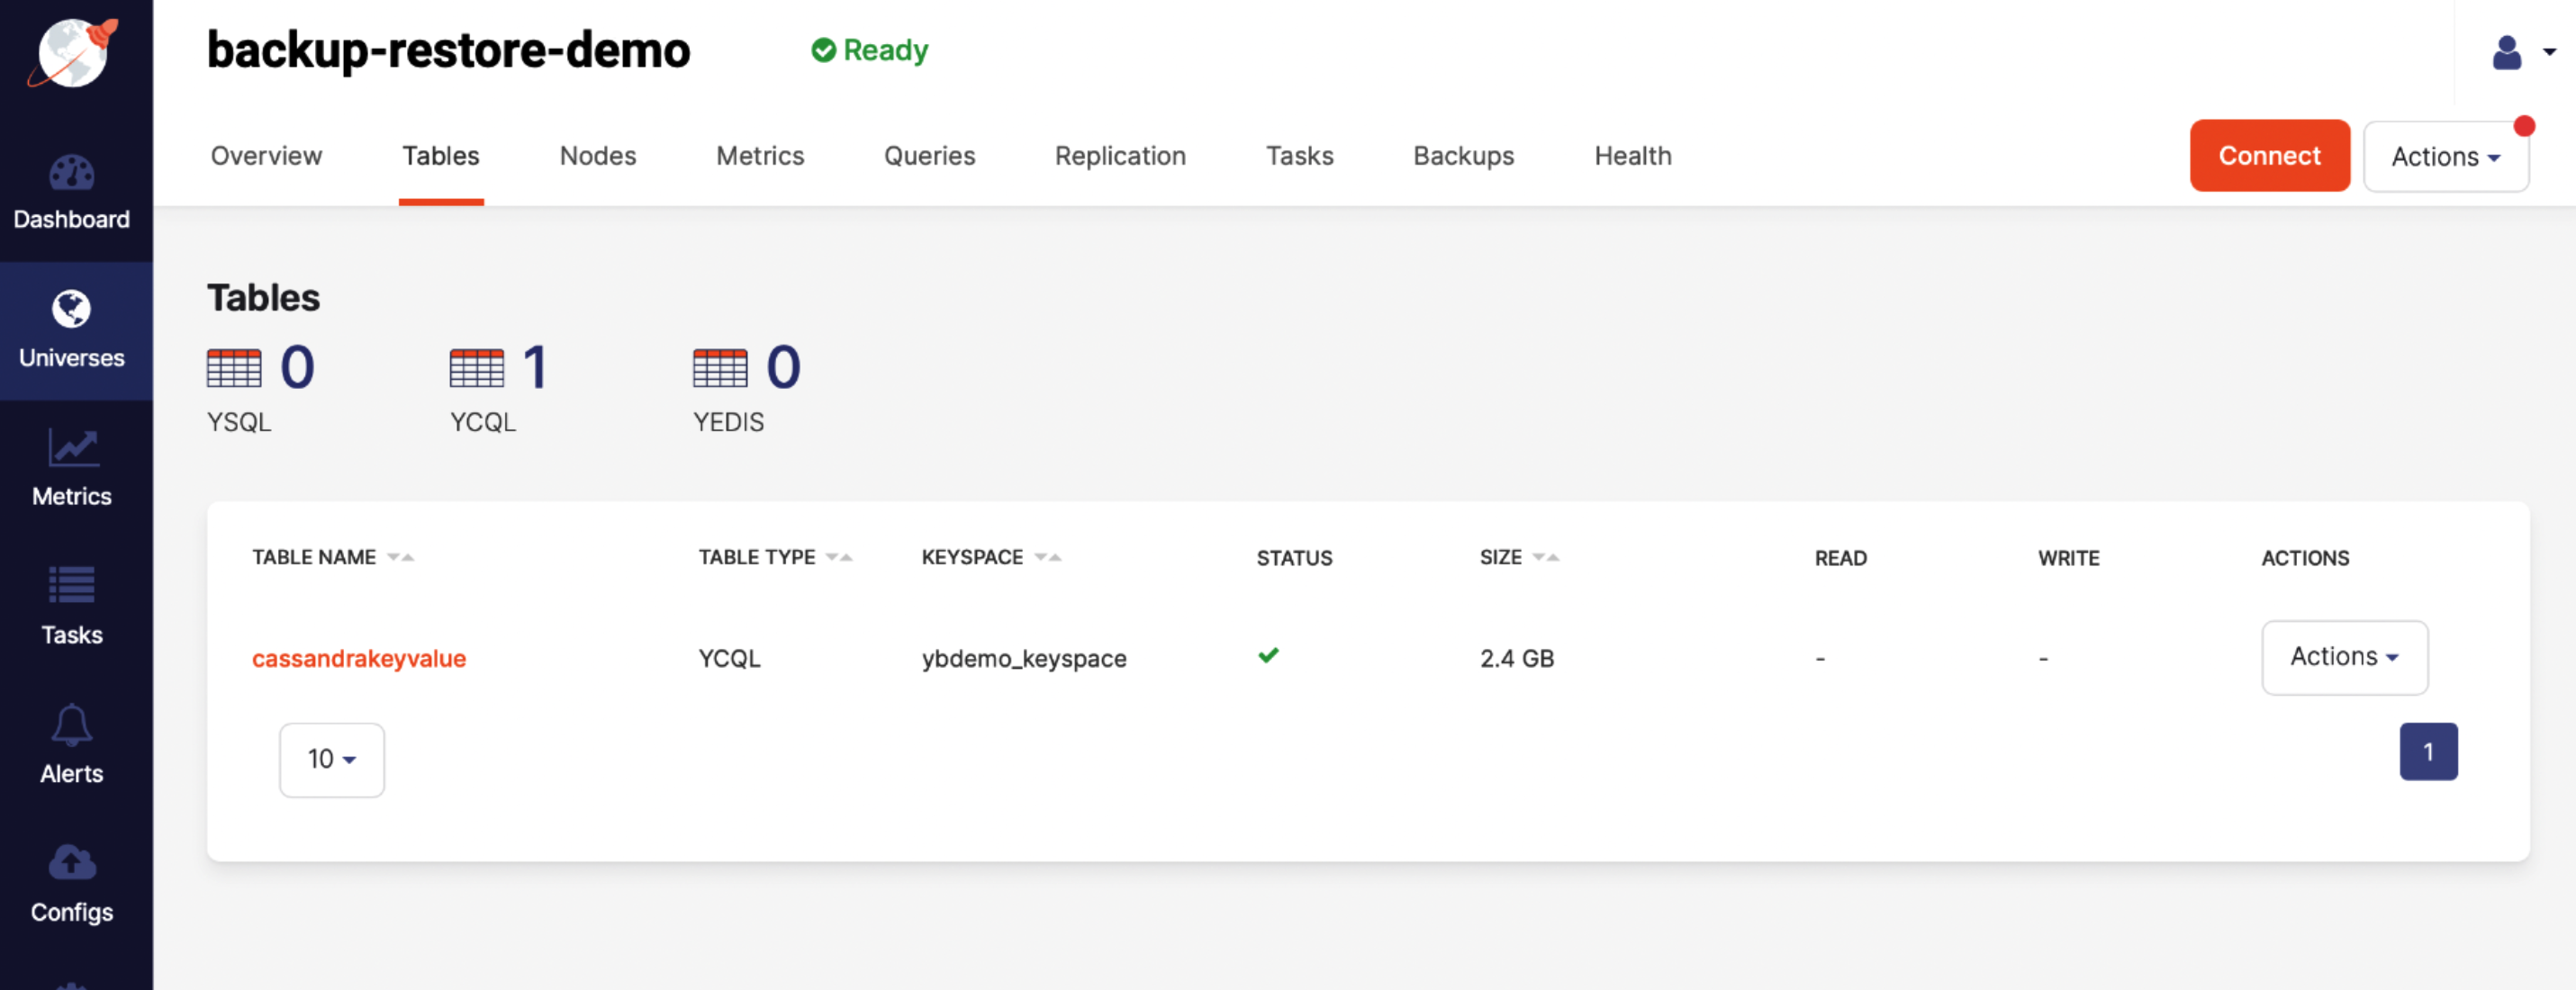 backup-restore-demo Ready
Overview Tables Nodes Metrics Queries Replication Tasks Backups Health Connect Actions
Dashboard
Universes
Metrics
Tasks
Alerts
Configs
Tables
0 1 0
YSQL YCQL YEDIS
TABLE NAME TABLE TYPE KEYSPACE STATUS SIZE READ WRITE ACTIONS
cassandrakeyvalue YCQL ybdemo_keyspace 2.4 GB - - Actions
10 1